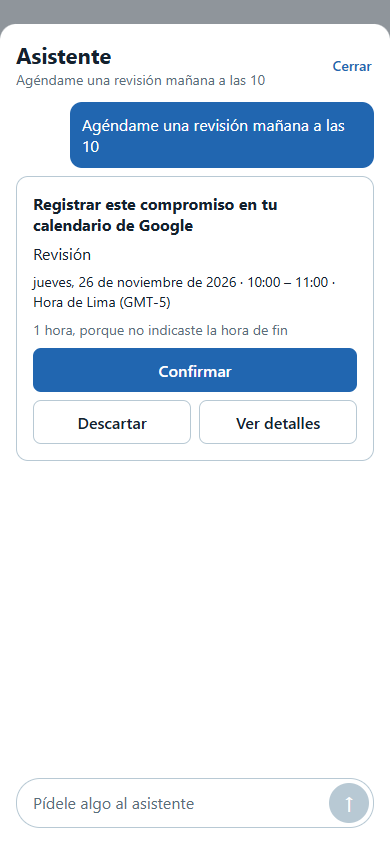 Asistente
Agéndame una revisión mañana a las 10
Cerrar
Agéndame una revisión mañana a las
10
Registrar este compromiso en tu
calendario de Google
Revisión
jueves, 26 de noviembre de 2026 · 10:00 – 11:00 ·
Hora de Lima (GMT-5)
1 hora, porque no indicaste la hora de fin
Confirmar
Descartar
Ver detalles
Pídele algo al asistente